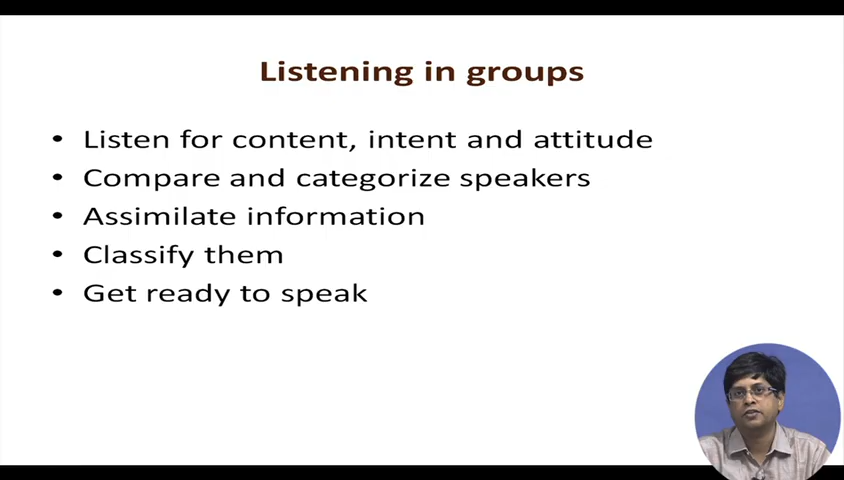 Listening in groups
• Listen for content, intent and attitude
• Compare and categorize speakers
• Assimilate information
• Classify them
• Get ready to speak